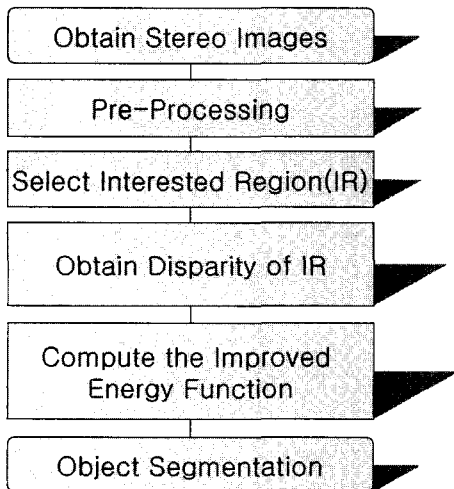 Obtain Stereo Images
Pre-Processing
Select Interested Region(IR)
Obtain Disparity of IR
Compute the Improved
Energy Function
Object Segmentation